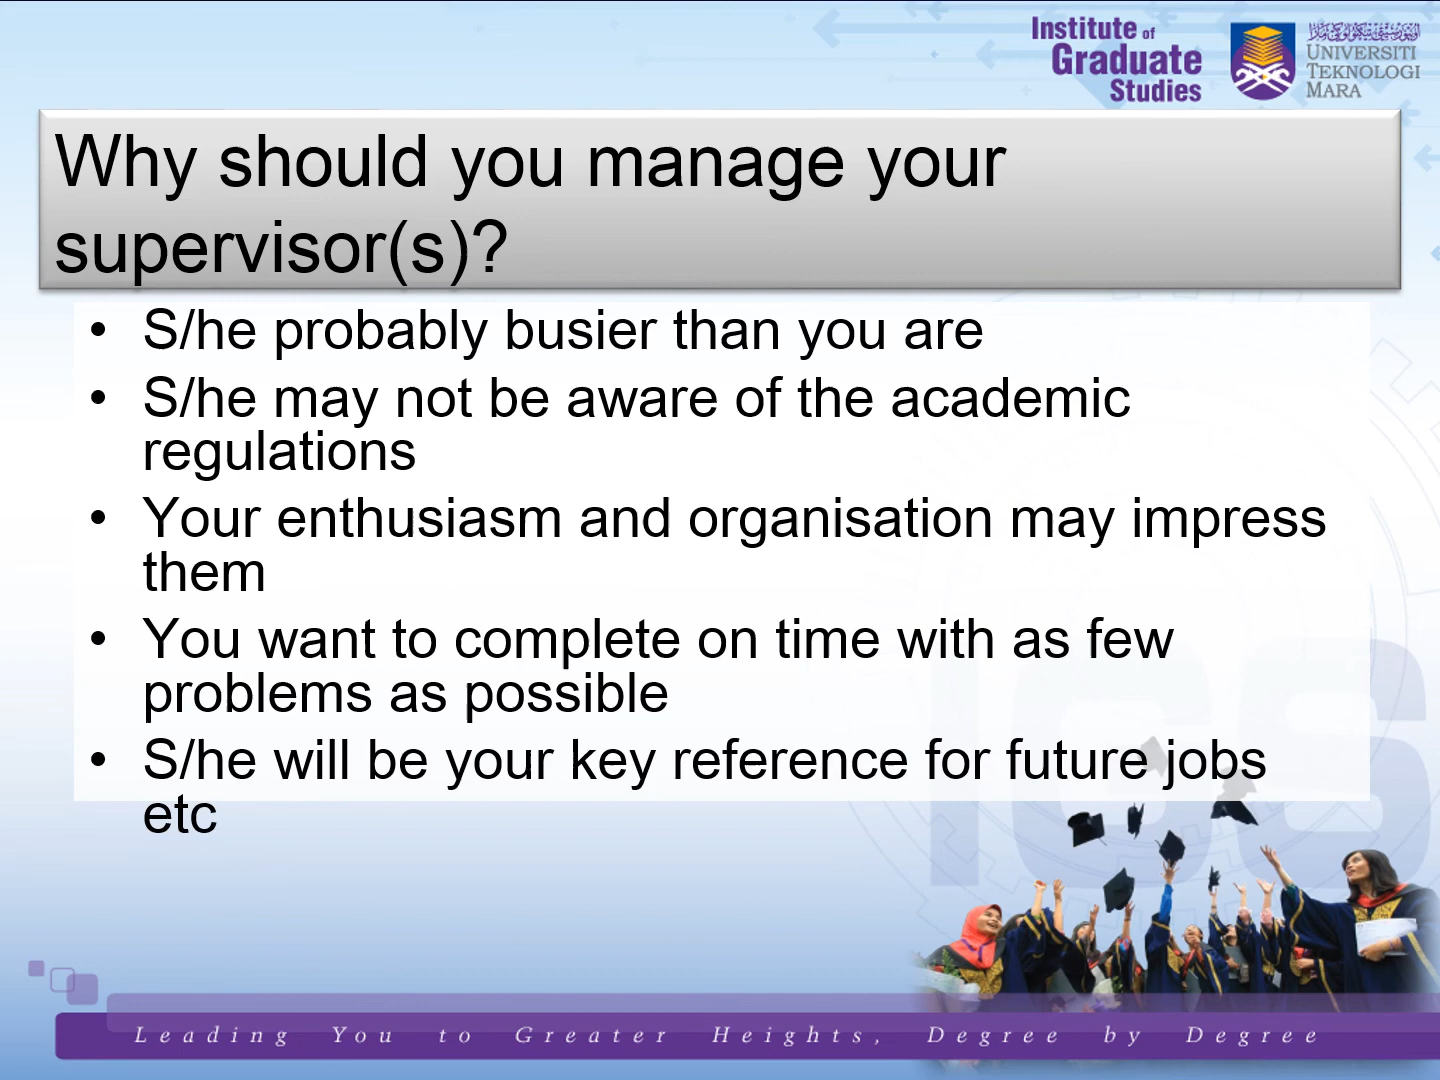 Institute of
Graduate
Studies
UNIVERSITI
TEKNOLOGI
MARA
Why should you manage your
supervisor(s)?
• S/he probably busier than you are
• S/he may not be aware of the academic
regulations
• Your enthusiasm and organisation may impress
them
• You want to complete on time with as few
problems as possible
• S/he will be your key reference for future jobs
etc
Leading You to Greater Heights, Degree by Degree